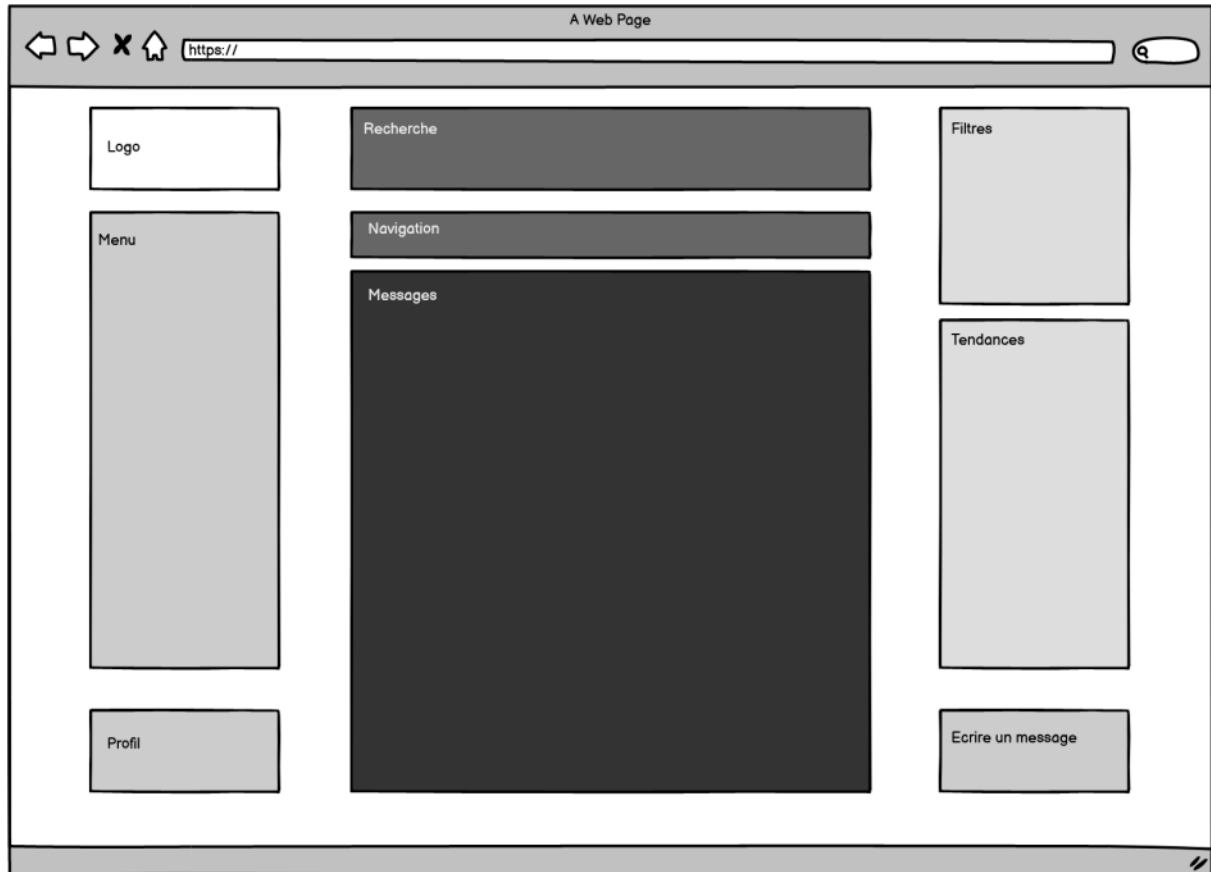 A Web Page
https://
Logo
Recherche
Filtres
Menu
Navigation
Messages
Tendances
Profil
Ecrire un message